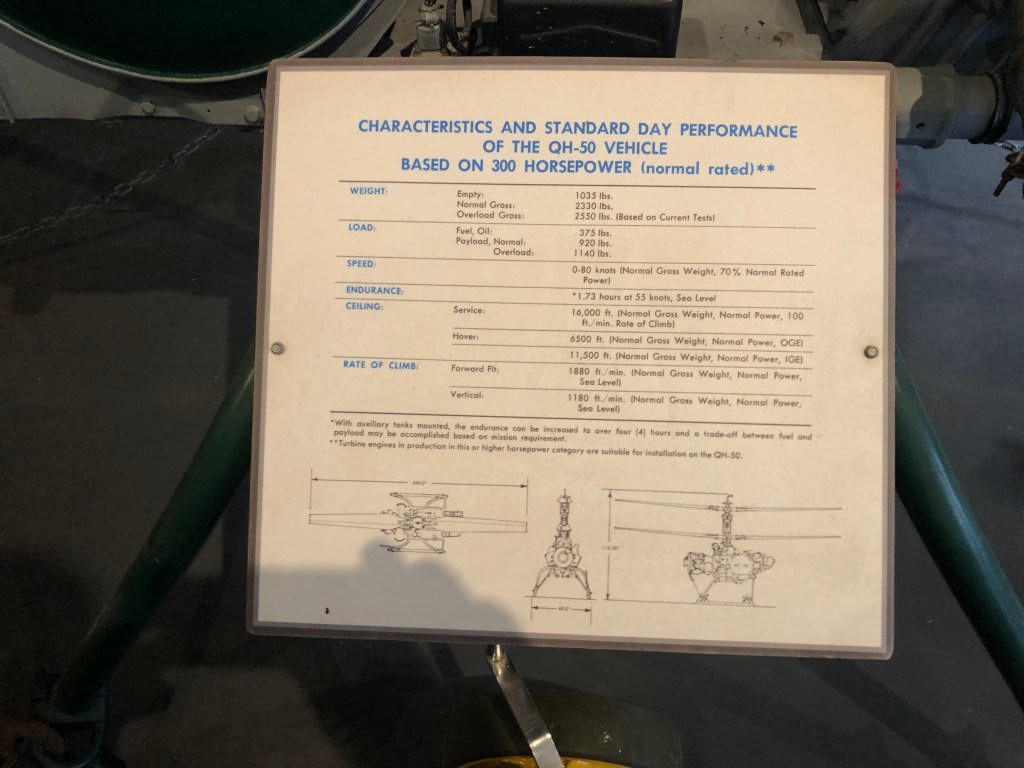 CHARACTERISTICS AND STANDARD DAY PERFORMANCE
OF THE QH-50 VEHICLE
BASED ON 300 HORSEPOWER (normal rated)**
WEIGHT: Empty: 1035 lbs.
Normal Gross: 2330 lbs.
Overload Gross: 2550 lbs. (Based on Current Tests)
LOAD: Fuel, Oil: 375 lbs.
Payload, Normal: 920 lbs.
Overload: 1140 lbs.
SPEED: 0-80 knots (Normal Gross Weight, 70% Normal Rated
Power)
ENDURANCE: *1.73 hours at 55 knots, Sea Level
CEILING: Service: 16,000 ft. (Normal Gross Weight, Normal Power, 100
ft./min. Rate of Climb)
Hover: 6500 ft. (Normal Gross Weight, Normal Power, OGE)
11,500 ft. (Normal Gross Weight, Normal Power, IGE)
RATE OF CLIMB: Forward Flt: 1880 ft./min. (Normal Gross Weight, Normal Power,
Sea Level)
Vertical: 1180 ft./min. (Normal Gross Weight, Normal Power,
Sea Level)
*With auxiliary tanks mounted, the endurance can be increased to over four (4) hours and a trade-off between fuel and
payload may be accomplished based on mission requirement.
**Turbine engines in production in this or higher horsepower category are suitable for installation on the QH-50.
240.0"